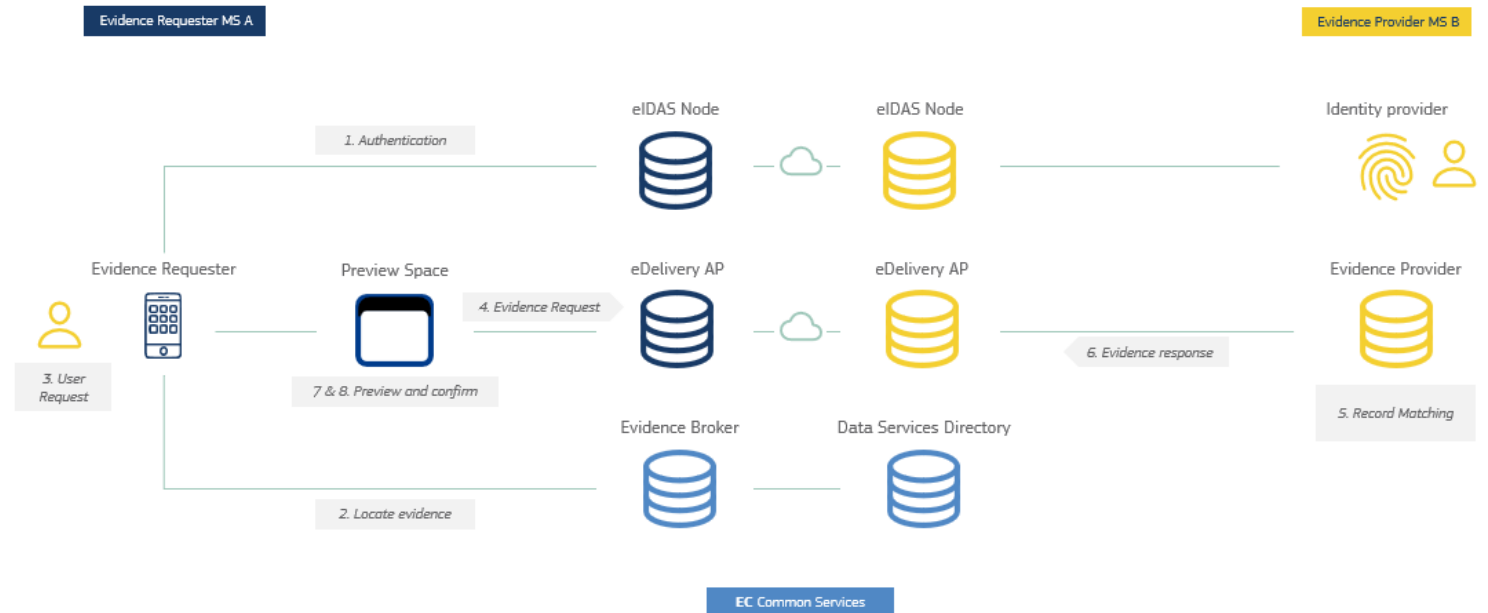 Evidence Requester MS A
Evidence Provider MS B
eIDAS Node
eIDAS Node
Identity provider
1. Authentication
Evidence Requester
Preview Space
eDelivery AP
eDelivery AP
Evidence Provider
4. Evidence Request
6. Evidence response
3. User
Request
7 & 8. Preview and confirm
5. Record Matching
Evidence Broker
Data Services Directory
2. Locate evidence
EC Common Services